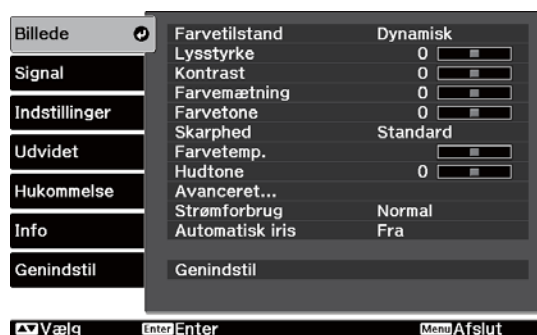 Billede
Signal
Indstillinger
Udvidet
Hukommelse
Info
Genindstil
Farvetilstand Dynamisk
Lysstyrke 0
Kontrast 0
Farvemætning 0
Farvetone 0
Skarphed Standard
Farvetemp.
Hudtone 0
Avanceret...
Strømforbrug Normal
Automatisk iris Fra
Genindstil
Vælg Enter Enter Menu Afslut